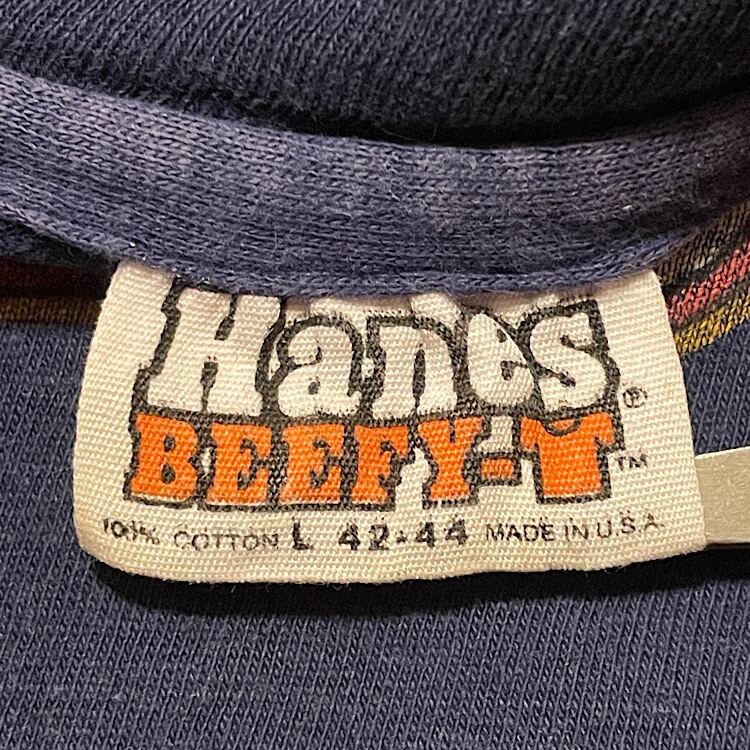 Hanes®
BEEFY-T™
100% COTTON L 42-44 MADE IN U.S.A.